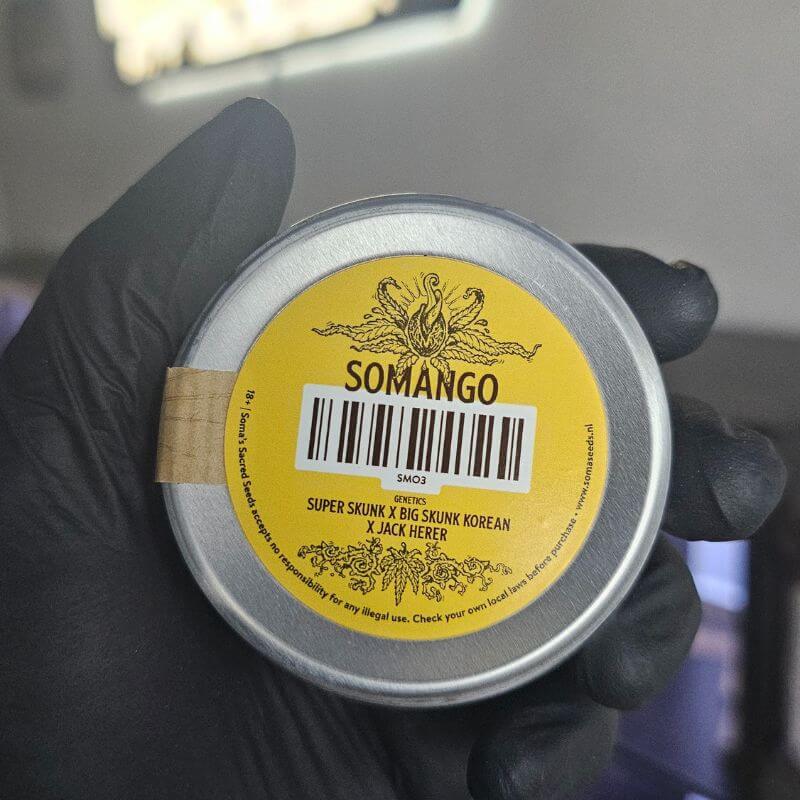 SOMANGO
SMO3
GENETICS
SUPER SKUNK X BIG SKUNK KOREAN
X JACK HERER
18+ | Soma's Sacred Seeds accepts no responsibility for any illegal use. Check your own local laws before purchase • www.somaseeds.nl